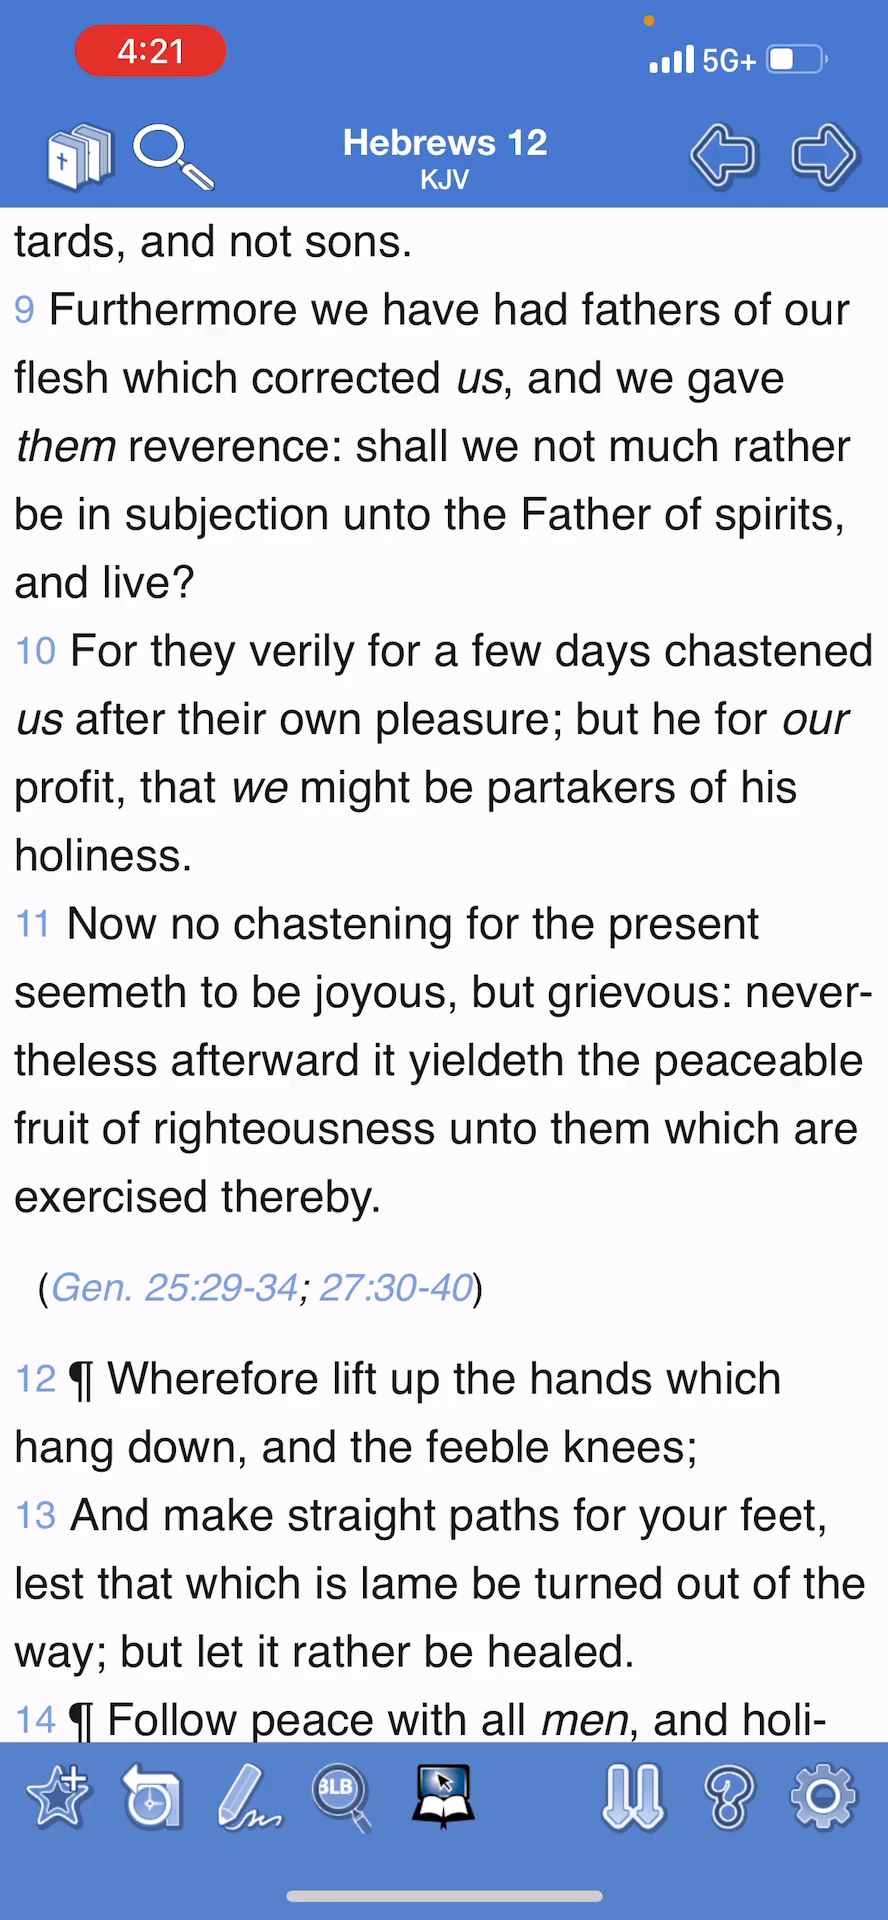 4:21
5G+
Hebrews 12
KJV
tards, and not sons.
9 Furthermore we have had fathers of our
flesh which corrected us, and we gave
them reverence: shall we not much rather
be in subjection unto the Father of spirits,
and live?
10 For they verily for a few days chastened
us after their own pleasure; but he for our
profit, that we might be partakers of his
holiness.
11 Now no chastening for the present
seemeth to be joyous, but grievous: never-
theless afterward it yieldeth the peaceable
fruit of righteousness unto them which are
exercised thereby.
(Gen. 25:29-34; 27:30-40)
12 ¶ Wherefore lift up the hands which
hang down, and the feeble knees;
13 And make straight paths for your feet,
lest that which is lame be turned out of the
way; but let it rather be healed.
14 ¶ Follow peace with all men, and holi-
BLB